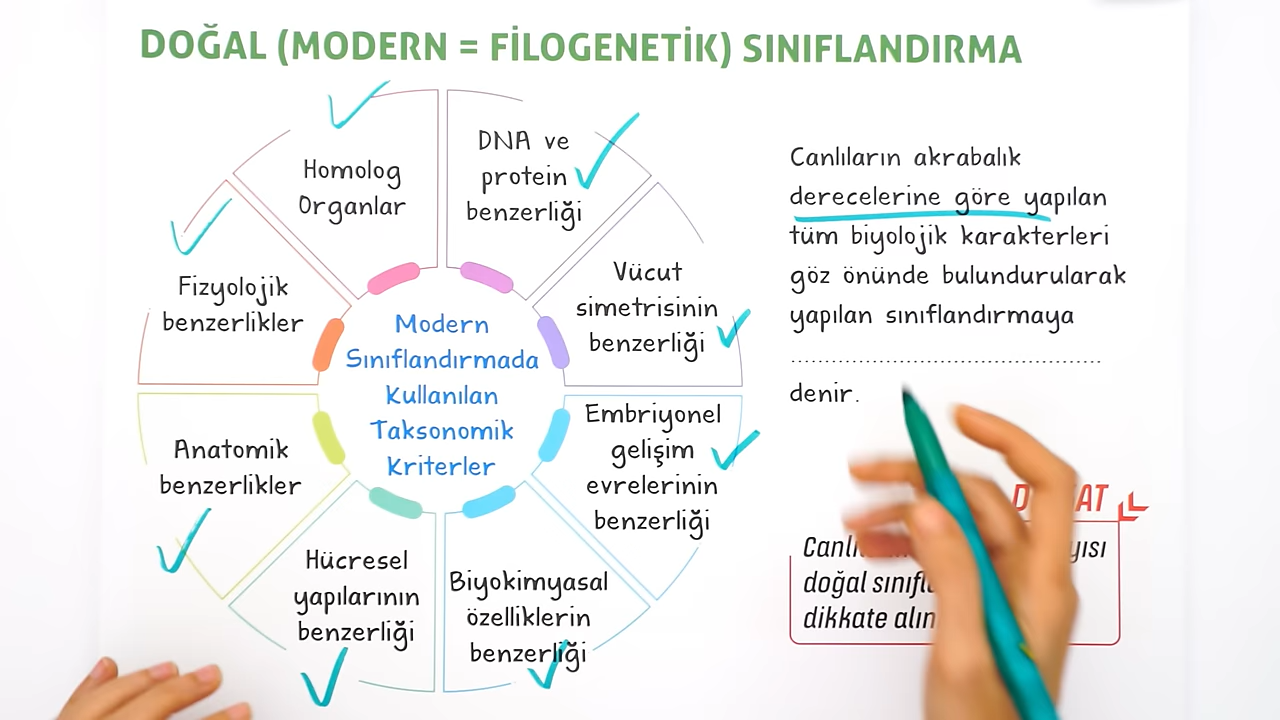 DOĞAL (MODERN = FİLOGENETİK) SINIFLANDIRMA
Homolog
Organlar
DNA ve
protein
benzerliği
Vücut
simetrisinin
benzerliği
Embriyonel
gelişim
evrelerinin
benzerliği
Biyokimyasal
özelliklerin
benzerliği
Hücresel
yapılarının
benzerliği
Anatomik
benzerlikler
Fizyolojik
benzerlikler
Modern
Sınıflandırmada
Kullanılan
Taksonomik
Kriterler
Canlıların akrabalık
derecelerine göre yapılan
tüm biyolojik karakterleri
göz önünde bulundurularak
yapılan sınıflandırmaya
.............................................
denir.
doğal
dikkate